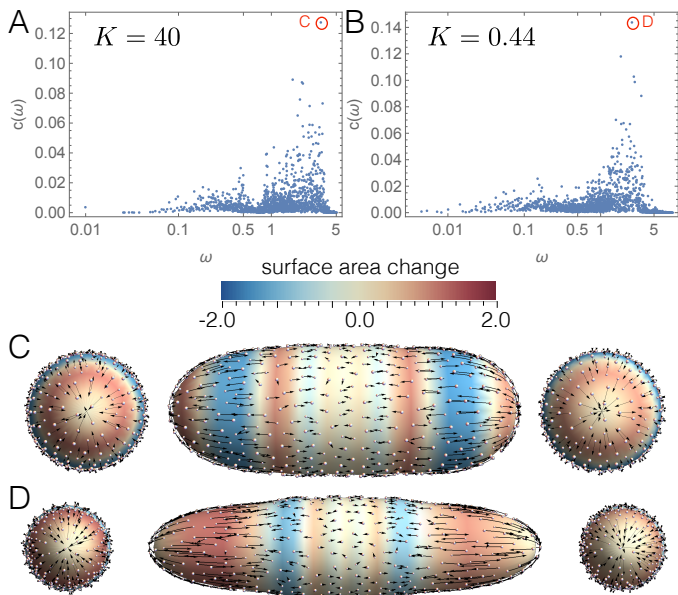 A
K = 40
C
0.12
0.10
0.08
0.06
0.04
0.02
0.00
c(ω)
0.01 0.1 0.5 1 5
ω
B
K = 0.44
D
0.14
0.12
0.10
0.08
0.06
0.04
0.02
0.00
c(ω)
0.01 0.1 0.5 1 5
ω
surface area change
-2.0 0.0 2.0
C
D